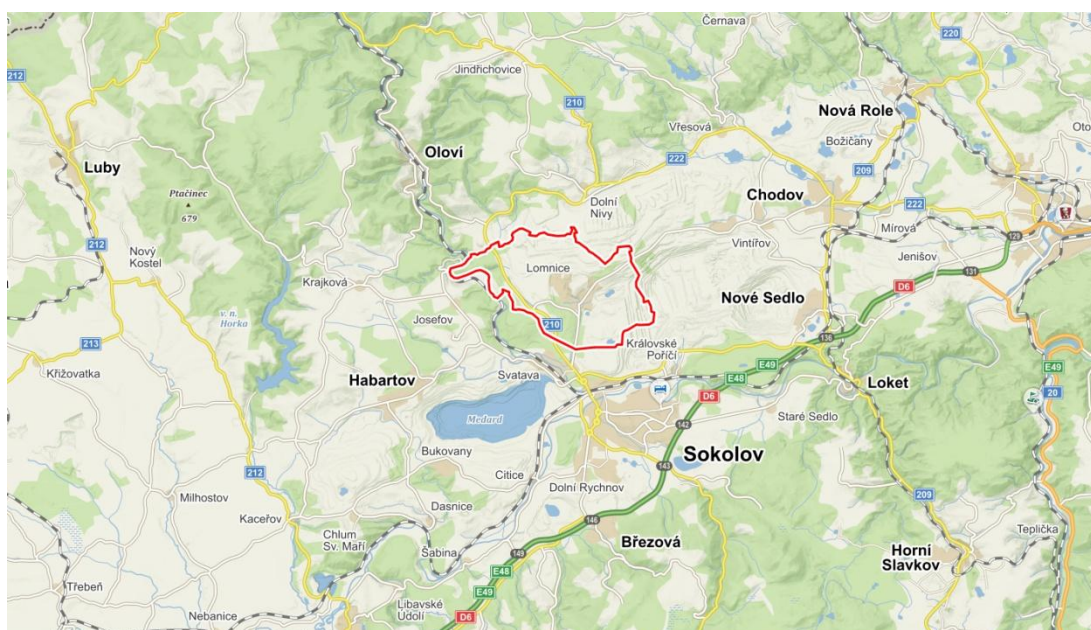 Černava
220
212
Jindřichovice
210
Nová Role
Vřesová
Božičany
Oto
Oloví
222
209
Luby
Ptačinec
679
Dolní
Nivy
Chodov
222
Mírová
179
212
Nový
Kostel
Vintířov
Jenišov
131
Lomnice
Krajková
D6
v. n.
Horka
Nové Sedlo
Josefov
210
136
213
Královské
Poříčí
E49
Křižovatka
Habartov
Svatava
E48
E49
Loket
20
D6
Medard
Staré Sedlo
142
Bukovany
Sokolov
143
212
Citice
Milhostov
Dolní Rychnov
209
Dasnice
Kaceřov
146
Teplička
Chlum
Sv. Maří
Březová
Šabina
149
Horní
Slavkov
E48
Třebeň
E49
Libavské
Údolí
Nebanice
D6